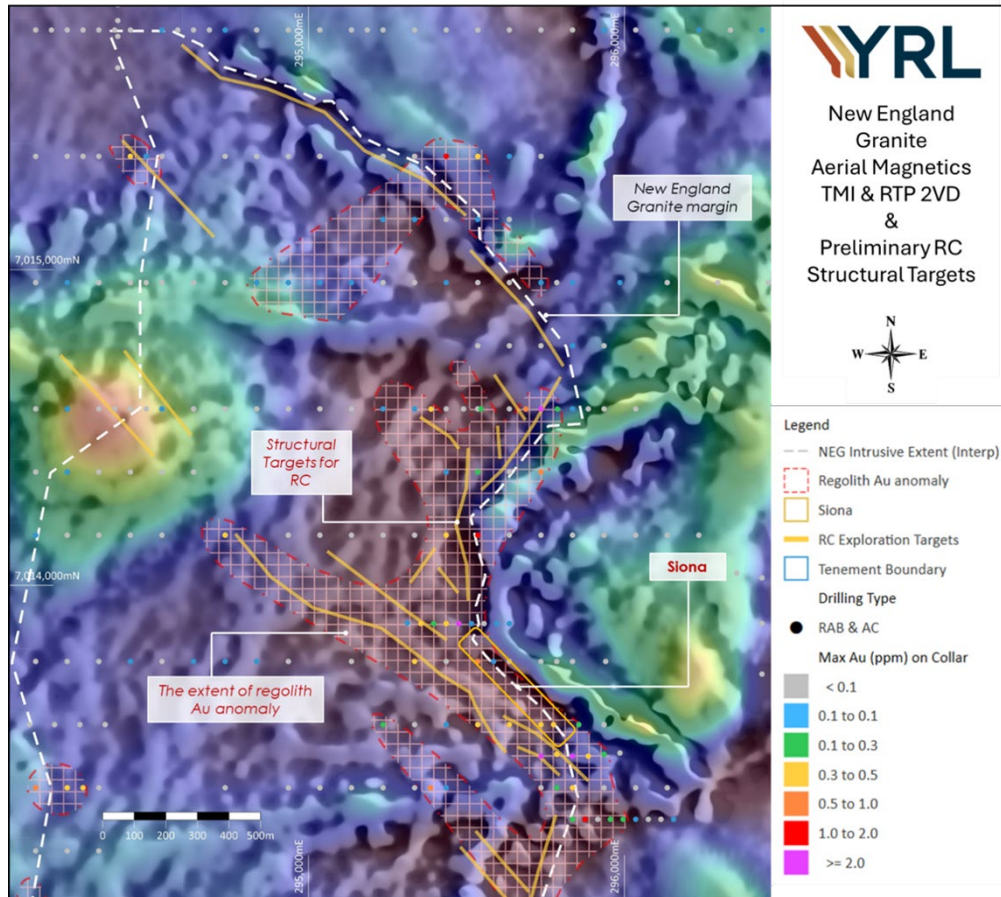 295,000mE
296,000mE
YRL
New England
Granite
Aerial Magnetics
TMI & RTP 2VD
&
Preliminary RC
Structural Targets
N
W
E
S
New England
Granite margin
7,015,000mN
Structural
Targets for
RC
7,014,000mN
Siona
The extent of regolith
Au anomaly
0 100 200 300 400 500m
295,000mE
296,000mE
Legend
NEG Intrusive Extent (Interp)
Regolith Au anomaly
Siona
RC Exploration Targets
Tenement Boundary
Drilling Type
RAB & AC
Max Au (ppm) on Collar
< 0.1
0.1 to 0.1
0.1 to 0.3
0.3 to 0.5
0.5 to 1.0
1.0 to 2.0
>= 2.0